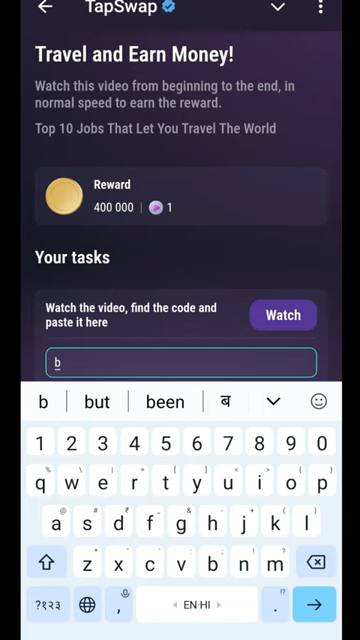 TapSwap
Travel and Earn Money!
Watch this video from beginning to the end, in
normal speed to earn the reward.
Top 10 Jobs That Let You Travel The World
Reward
400 000 | 1
Your tasks
Watch the video, find the code and
paste it here
Watch
b
b but been ब
1 2 3 4 5 6 7 8 9 0
q w e r t y u i o p
a s d f g h j k l
z x c v b n m
?१२३ , EN·HI .